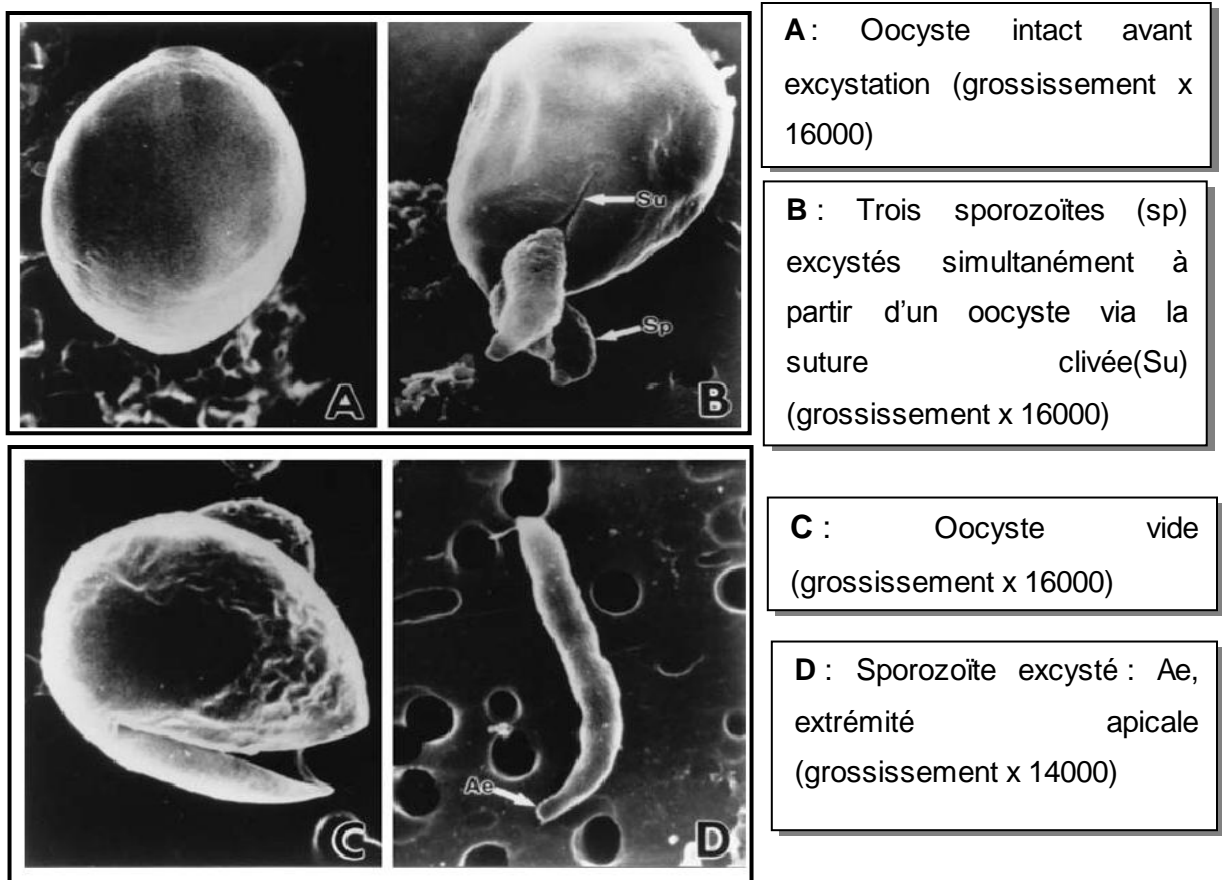 A
B
Su
Sp
C
D
Ae
A : Oocyste intact avant
excystation (grossissement x
16000)
B : Trois sporozoïtes (sp)
excystés simultanément à
partir d'un oocyste via la
suture clivée(Su)
(grossissement x 16000)
C : Oocyste vide
(grossissement x 16000)
D : Sporozoïte excysté : Ae,
extrémité apicale
(grossissement x 14000)